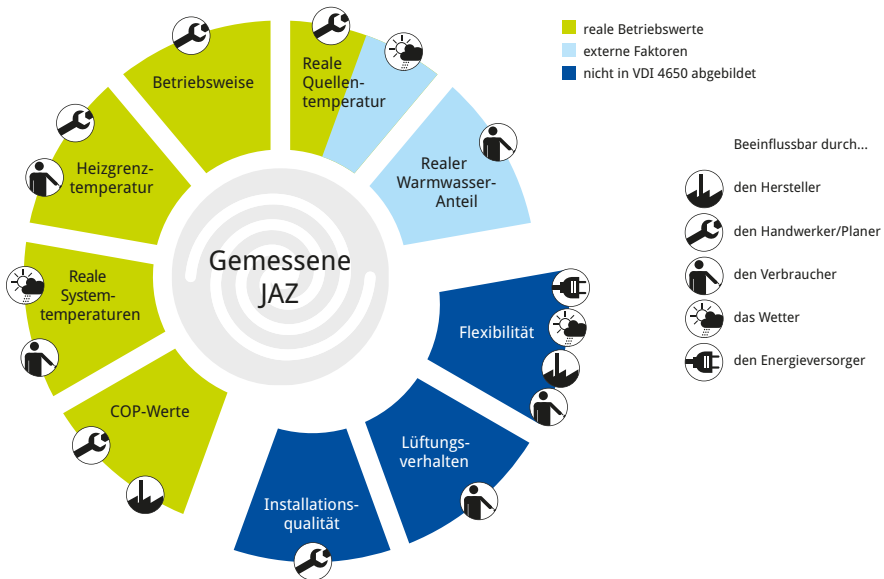 reale Betriebswerte
externe Faktoren
nicht in VDI 4650 abgebildet
Betriebsweise
Reale
Quellen-
temperatur
Realer
Warmwasser-
Anteil
Heizgrenz-
temperatur
Reale
System-
temperaturen
COP-Werte
Gemessene
JAZ
Flexibilität
Lüftungs-
verhalten
Installations-
qualität
Beeinflussbar durch...
den Hersteller
den Handwerker/Planer
den Verbraucher
das Wetter
den Energieversorger